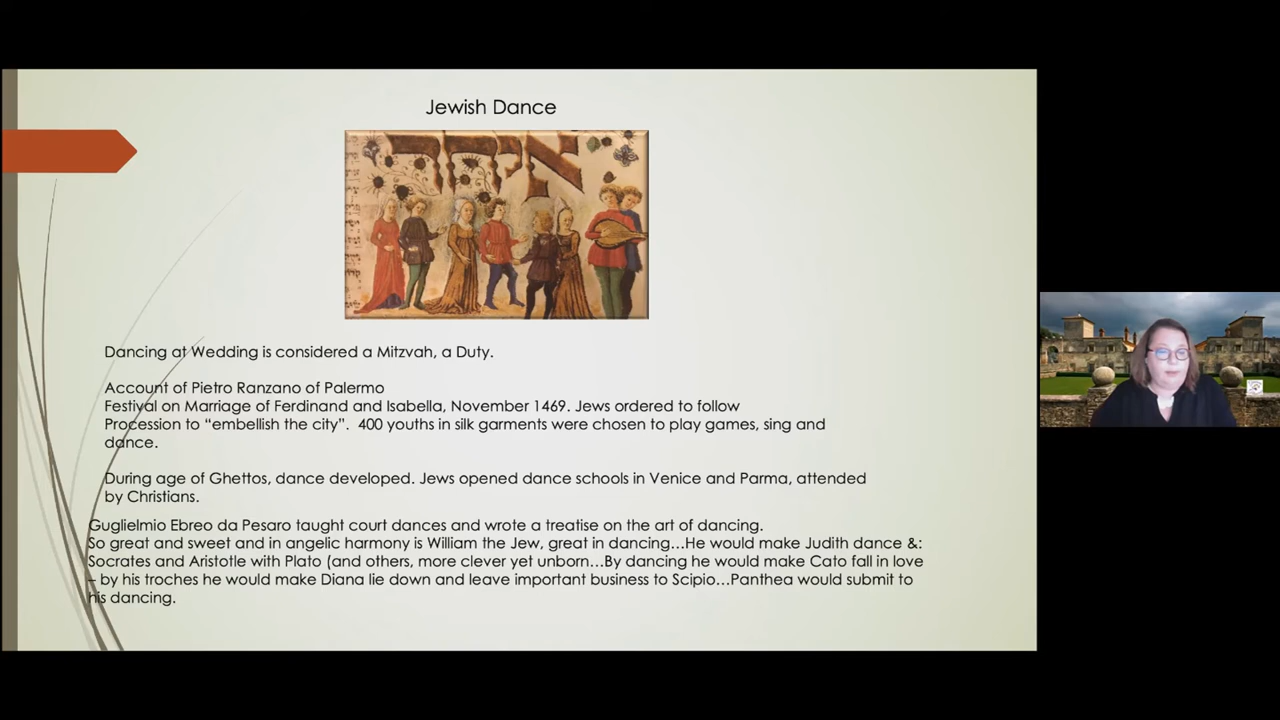 Jewish Dance
Dancing at Wedding is considered a Mitzvah, a Duty.
Account of Pietro Ranzano of Palermo
Festival on Marriage of Ferdinand and Isabella, November 1469. Jews ordered to follow
Procession to “embellish the city”. 400 youths in silk garments were chosen to play games, sing and
dance.
During age of Ghettos, dance developed. Jews opened dance schools in Venice and Parma, attended
by Christians.
Guglielmio Ebreo da Pesaro taught court dances and wrote a treatise on the art of dancing.
So great and sweet and in angelic harmony is William the Jew, great in dancing…He would make Judith dance &:
Socrates and Aristotle with Plato (and others, more clever yet unborn…By dancing he would make Cato fall in love
– by his troches he would make Diana lie down and leave important business to Scipio…Panthea would submit to
his dancing.